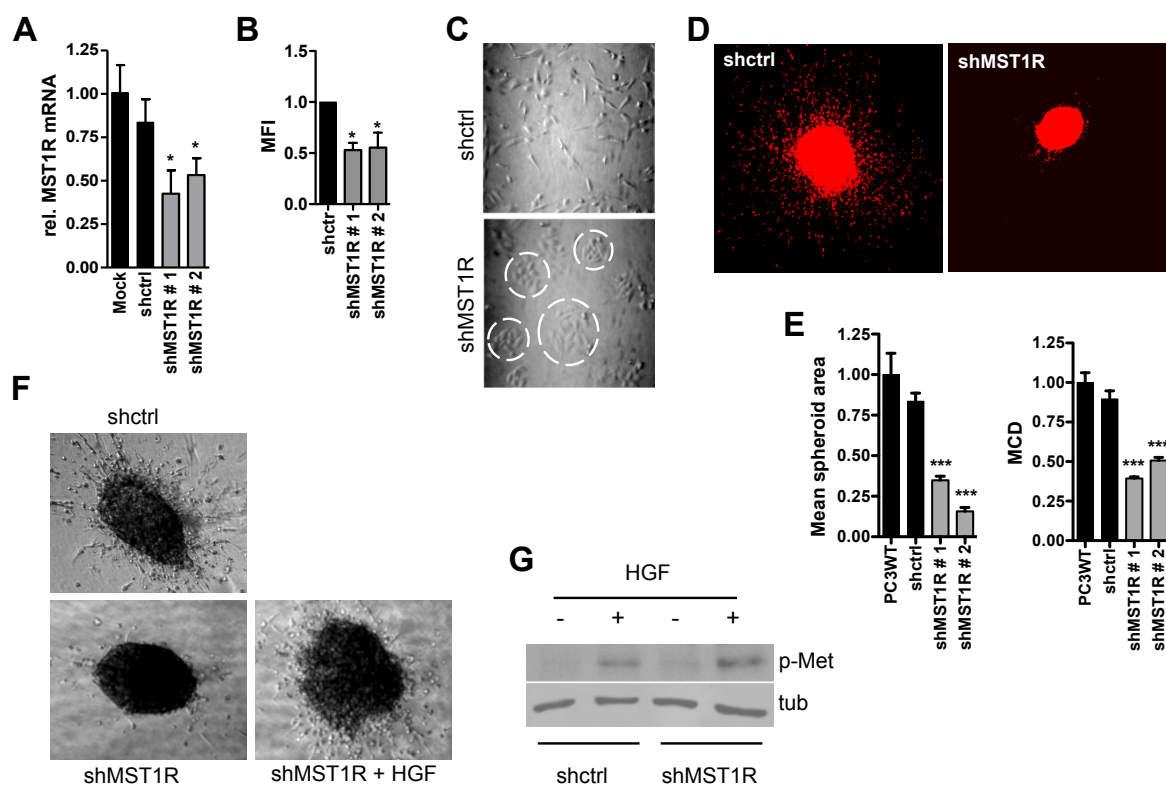 A
rel. MST1R mRNA
1.25
1.00
0.75
0.50
0.25
0.00
*
*
Mock
shctrl
shMST1R # 1
shMST1R # 2
B
MFI
1.5
1.0
0.5
0.0
*
*
shctr
shMST1R # 1
shMST1R # 2
C
shctrl
shMST1R
D
shctrl
shMST1R
E
Mean spheroid area
1.25
1.00
0.75
0.50
0.25
0.00
***
***
PC3WT
shctrl
shMST1R # 1
shMST1R # 2
MCD
1.25
1.00
0.75
0.50
0.25
0.00
***
***
PC3WT
shctrl
shMST1R # 1
shMST1R # 2
F
shctrl
shMST1R
shMST1R + HGF
G
HGF
- + - +
p-Met
tub
shctrl
shMST1R